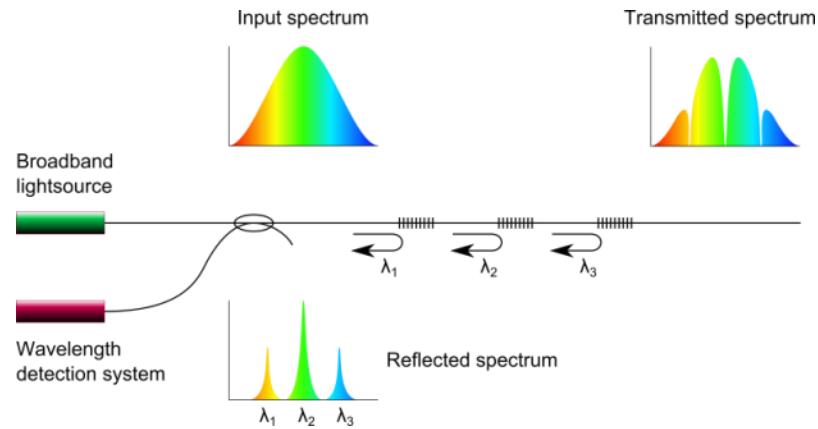 Input spectrum
Transmitted spectrum
Broadband
lightsource
λ1
λ2
λ3
Wavelength
detection system
Reflected spectrum
λ1 λ2 λ3